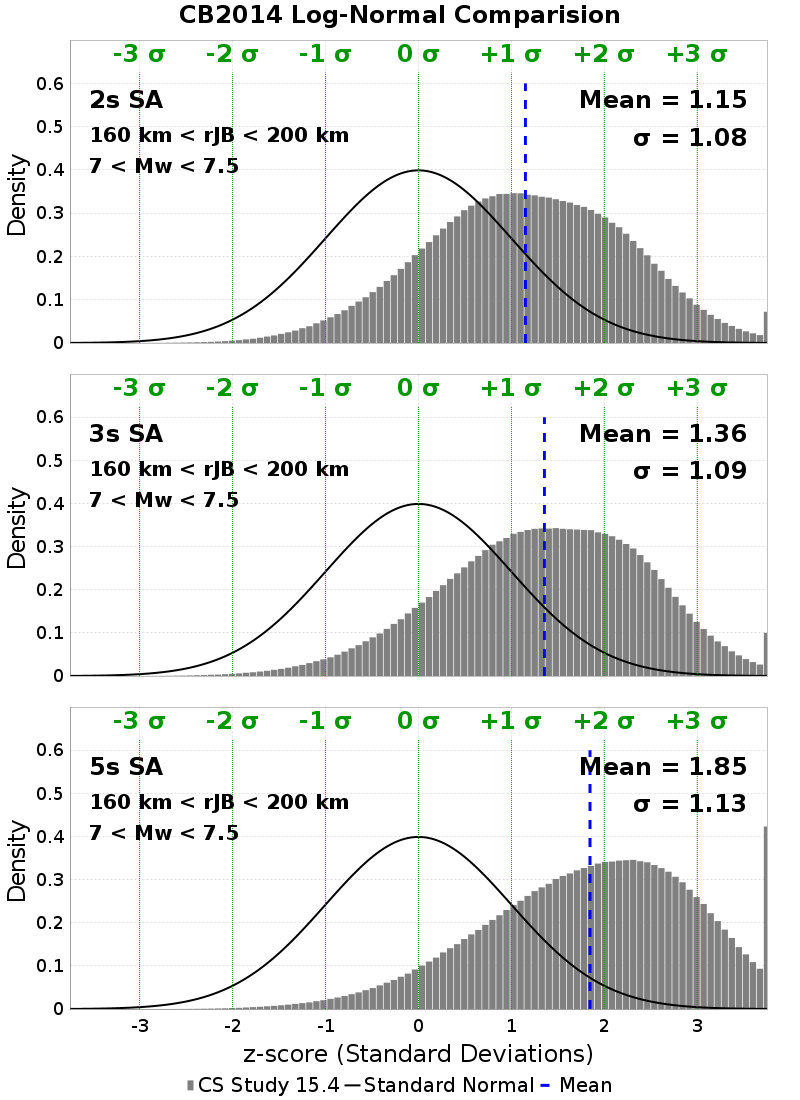 CB2014 Log-Normal Comparision
-3 σ -2 σ -1 σ 0 σ +1 σ +2 σ +3 σ
2s SA
160 km < rJB < 200 km
7 < Mw < 7.5
Mean = 1.15
σ = 1.08
Density
0.6
0.5
0.4
0.3
0.2
0.1
0
-3 σ -2 σ -1 σ 0 σ +1 σ +2 σ +3 σ
3s SA
160 km < rJB < 200 km
7 < Mw < 7.5
Mean = 1.36
σ = 1.09
Density
0.6
0.5
0.4
0.3
0.2
0.1
0
-3 σ -2 σ -1 σ 0 σ +1 σ +2 σ +3 σ
5s SA
160 km < rJB < 200 km
7 < Mw < 7.5
Mean = 1.85
σ = 1.13
Density
0.6
0.5
0.4
0.3
0.2
0.1
0
-3 -2 -1 0 1 2 3
z-score (Standard Deviations)
CS Study 15.4 Standard Normal Mean